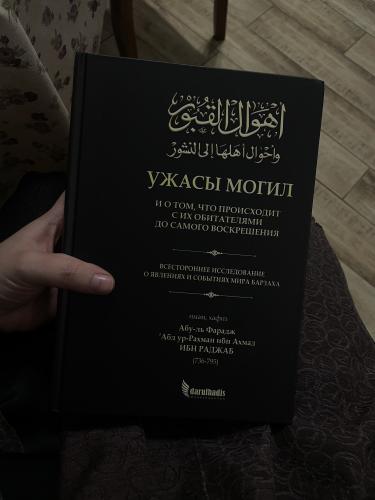 أهوال القبور
وأحوال أهلها إلى النشور
УЖАСЫ МОГИЛ
И О ТОМ, ЧТО ПРОИСХОДИТ
С ИХ ОБИТАТЕЛЯМИ
ДО САМОГО ВОСКРЕШЕНИЯ
ВСЕСТОРОННЕЕ ИССЛЕДОВАНИЕ
О ЯВЛЕНИЯХ И СОБЫТИЯХ МИРА БАРЗАХА
имам, хафиз
Абу-ль Фарадж
‘Абд ур-Рахман ибн Ахмад
ИБН РАДЖАБ
(736-795)
darulhadis